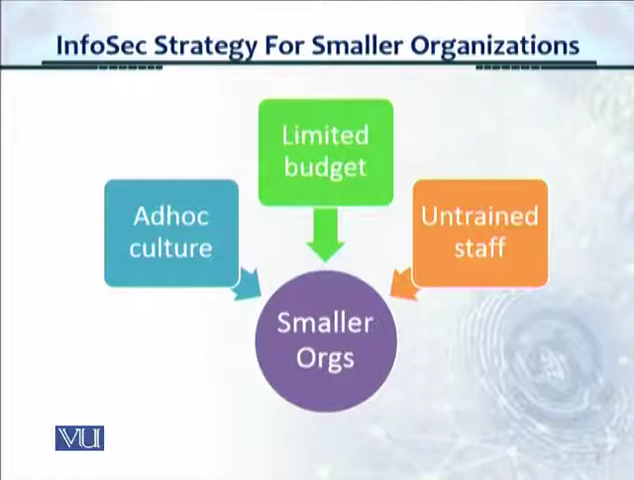 InfoSec Strategy For Smaller Organizations
Limited
budget
Adhoc
culture
Untrained
staff
Smaller
Orgs
VU